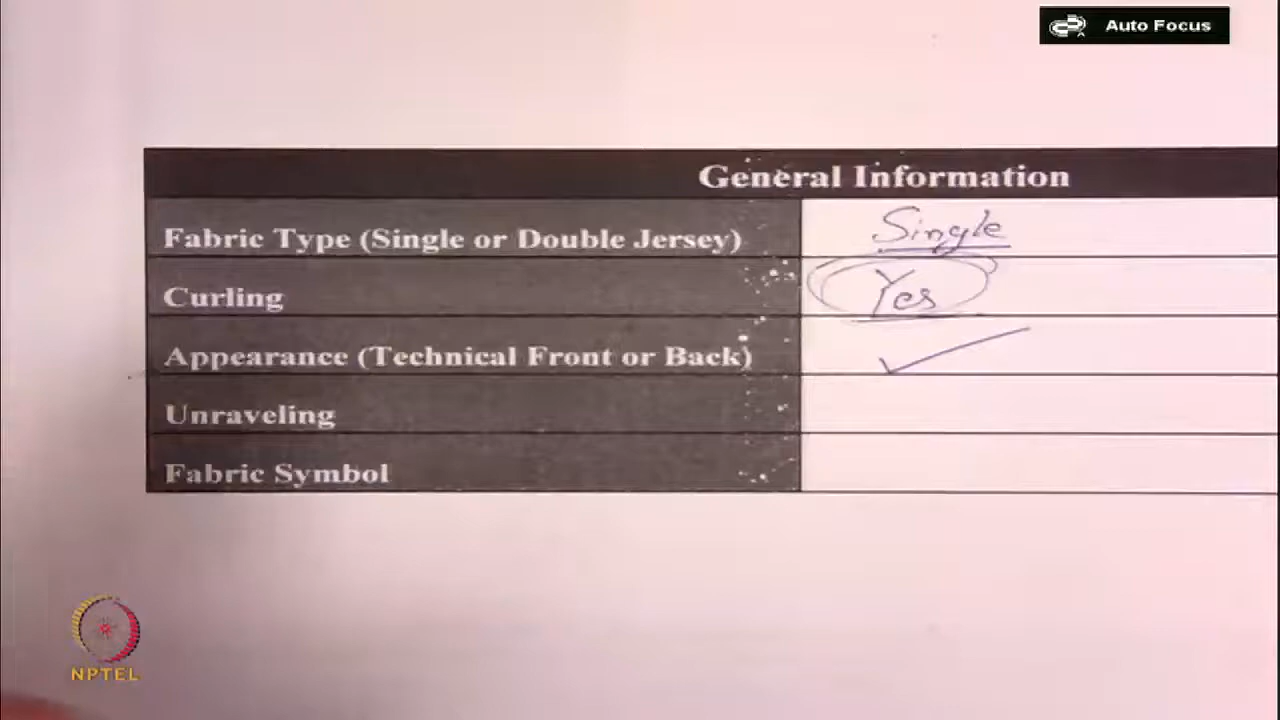 Auto Focus
General Information
Fabric Type (Single or Double Jersey) Single
Curling Yes
Appearance (Technical Front or Back)
Unraveling
Fabric Symbol
NPTEL